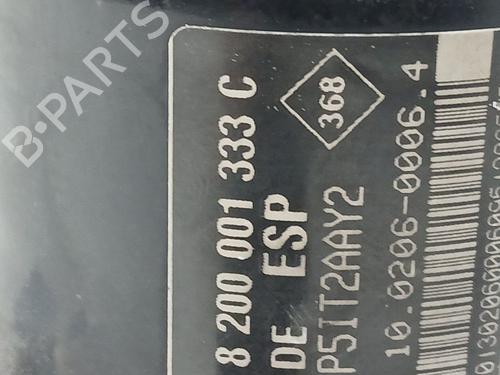 8 200 001 333 C
368
DE ESP
P5IT2AAY2
10.0206-0006.4
B-PARTS